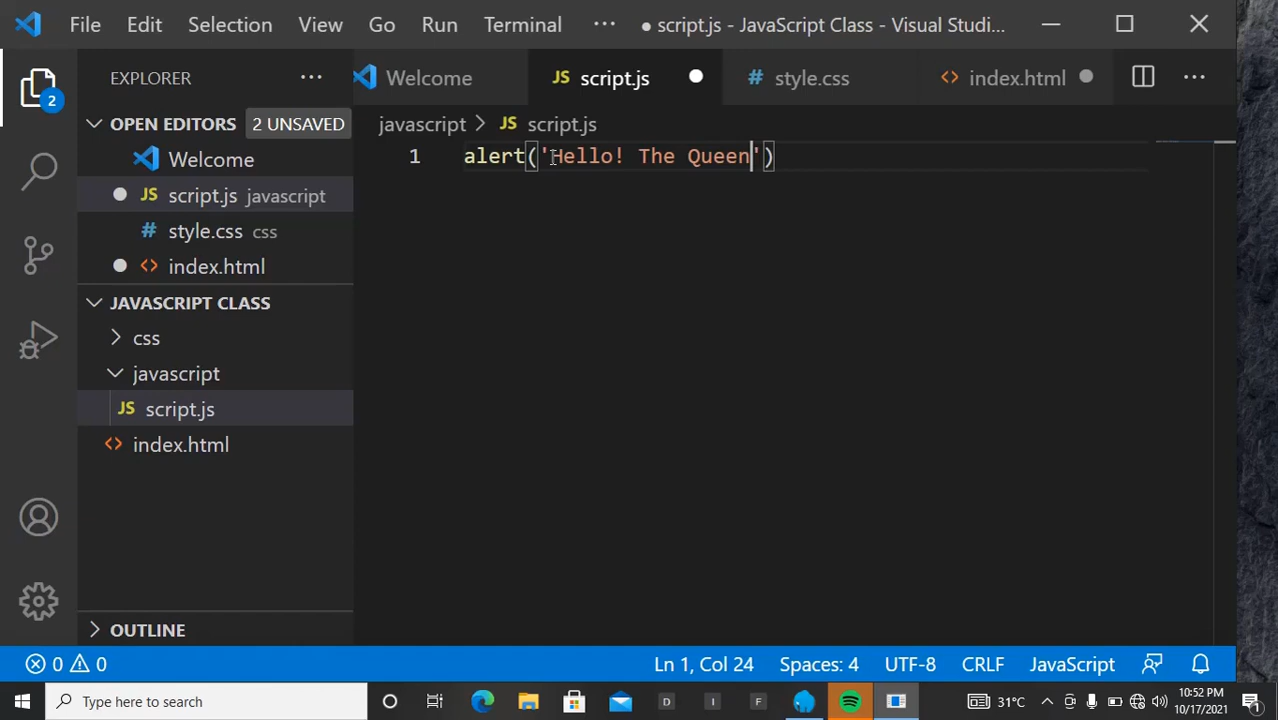 File Edit Selection View Go Run Terminal ··· ● script.js - JavaScript Class - Visual Studi...
EXPLORER ···
Welcome JS script.js # style.css <> index.html ···
OPEN EDITORS 2 UNSAVED
Welcome
JS script.js javascript
# style.css css
<> index.html
JAVASCRIPT CLASS
css
javascript
JS script.js
<> index.html
OUTLINE
2
javascript > JS script.js
1 alert('Hello! The Queen')
0 0 Ln 1, Col 24 Spaces: 4 UTF-8 CRLF JavaScript
Type here to search D I F 31°C 10:52 PM
10/17/2021 1